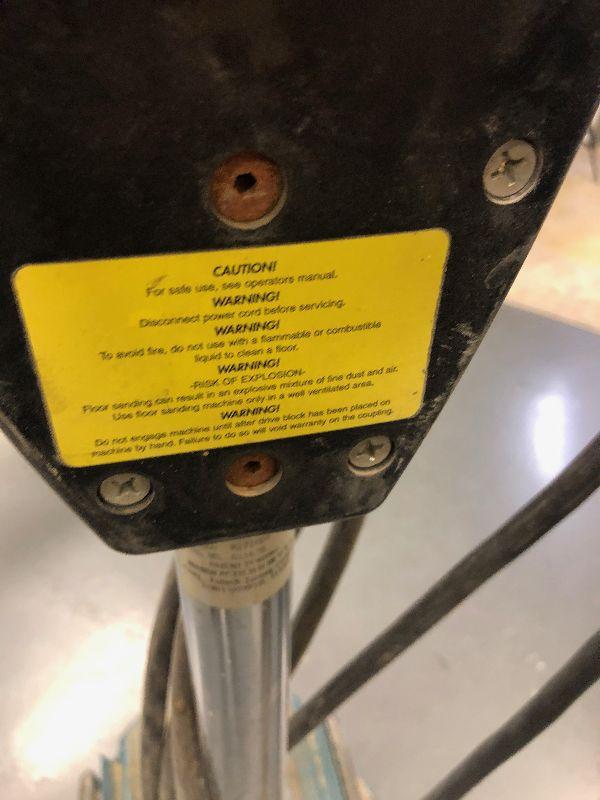 CAUTION!
For safe use, see operators manual.
WARNING!
Disconnect power cord before servicing.
WARNING!
To avoid fire, do not use with a flammable or combustible
liquid to clean a floor.
WARNING!
-RISK OF EXPLOSION-
Floor sanding can result in an explosive mixture of fine dust and air.
Use floor sanding machine only in a well ventilated area.
WARNING!
Do not engage machine until after drive block has been placed on
machine by hand. Failure to do so will void warranty on the coupling.